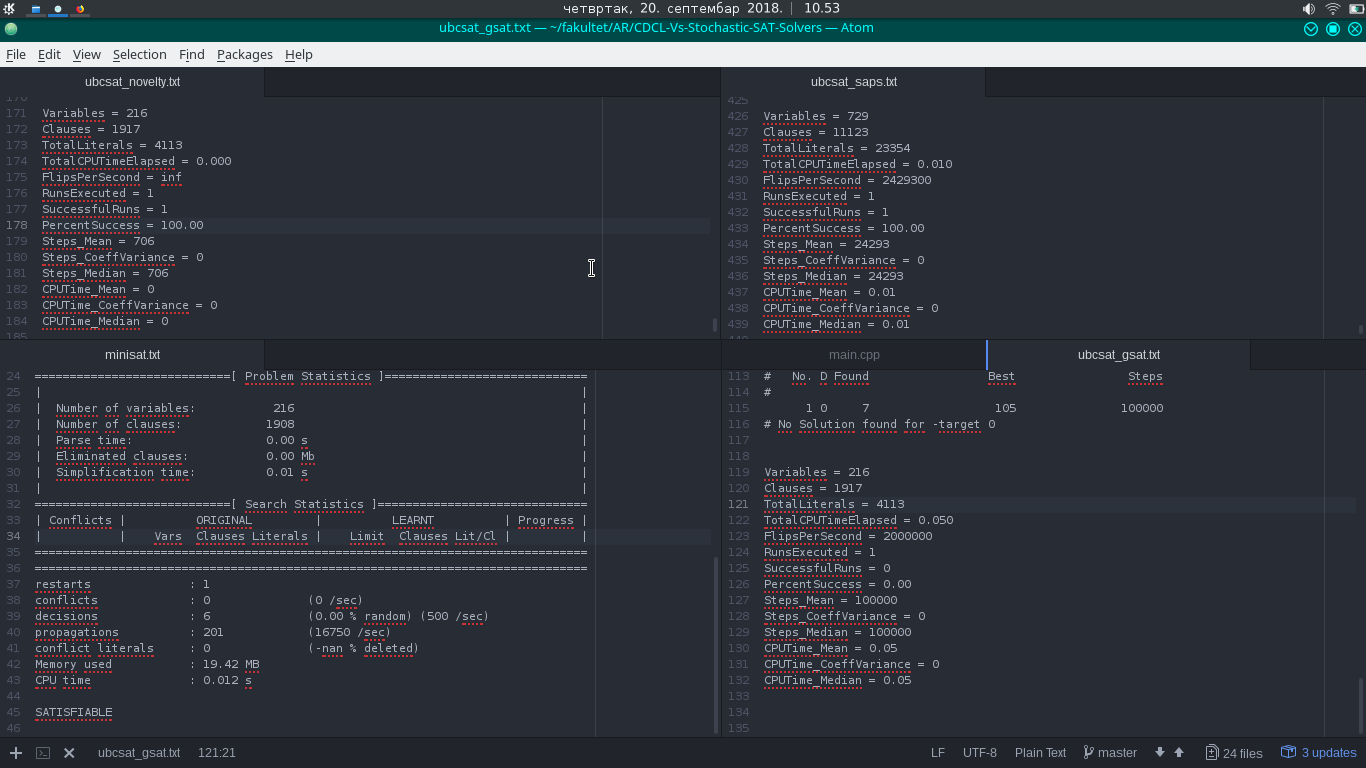 четвртак, 20. септембар 2018. | 10.53
ubcsat_gsat.txt — ~/fakultet/AR/CDCL-Vs-Stochastic-SAT-Solvers — Atom
File Edit View Selection Find Packages Help
ubcsat_novelty.txt
170
171 Variables = 216
172 Clauses = 1917
173 TotalLiterals = 4113
174 TotalCPUTimeElapsed = 0.000
175 FlipsPerSecond = inf
176 RunsExecuted = 1
177 SuccessfulRuns = 1
178 PercentSuccess = 100.00
179 Steps_Mean = 706
180 Steps_CoeffVariance = 0
181 Steps_Median = 706
182 CPUTime_Mean = 0
183 CPUTime_CoeffVariance = 0
184 CPUTime_Median = 0
185
ubcsat_saps.txt
425
426 Variables = 729
427 Clauses = 11123
428 TotalLiterals = 23354
429 TotalCPUTimeElapsed = 0.010
430 FlipsPerSecond = 2429300
431 RunsExecuted = 1
432 SuccessfulRuns = 1
433 PercentSuccess = 100.00
434 Steps_Mean = 24293
435 Steps_CoeffVariance = 0
436 Steps_Median = 24293
437 CPUTime_Mean = 0.01
438 CPUTime_CoeffVariance = 0
439 CPUTime_Median = 0.01
minisat.txt
24 ============================[ Problem Statistics ]=============================
25 | |
26 | Number of variables: 216 |
27 | Number of clauses: 1908 |
28 | Parse time: 0.00 s |
29 | Eliminated clauses: 0.00 Mb |
30 | Simplification time: 0.01 s |
31 | |
32 ============================[ Search Statistics ]==============================
33 | Conflicts | ORIGINAL | LEARNT | Progress |
34 | | Vars Clauses Literals | Limit Clauses Lit/Cl | |
35 ===============================================================================
36 ===============================================================================
37 restarts : 1
38 conflicts : 0 (0 /sec)
39 decisions : 6 (0.00 % random) (500 /sec)
40 propagations : 201 (16750 /sec)
41 conflict literals : 0 (-nan % deleted)
42 Memory used : 19.42 MB
43 CPU time : 0.012 s
44
45 SATISFIABLE
46
main.cpp ubcsat_gsat.txt
113 # No. D Found Best Steps
114 #
115 1 0 7 105 100000
116 # No Solution found for -target 0
117
118
119 Variables = 216
120 Clauses = 1917
121 TotalLiterals = 4113
122 TotalCPUTimeElapsed = 0.050
123 FlipsPerSecond = 2000000
124 RunsExecuted = 1
125 SuccessfulRuns = 0
126 PercentSuccess = 0.00
127 Steps_Mean = 100000
128 Steps_CoeffVariance = 0
129 Steps_Median = 100000
130 CPUTime_Mean = 0.05
131 CPUTime_CoeffVariance = 0
132 CPUTime_Median = 0.05
133
134
135
ubcsat_gsat.txt 121:21 LF UTF-8 Plain Text master 24 files 3 updates